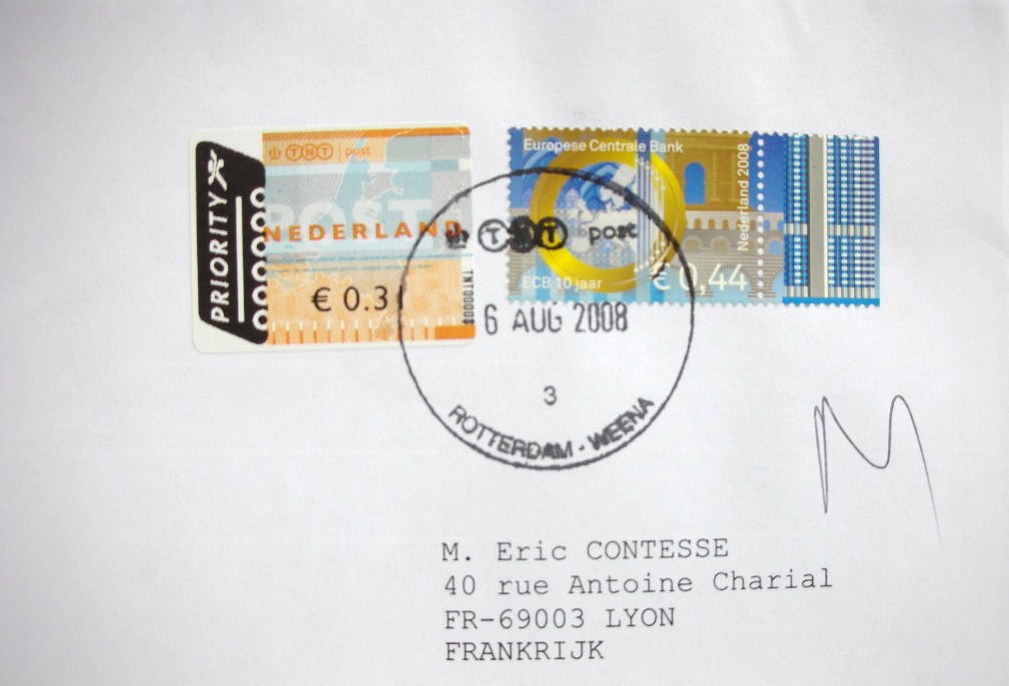 PRIORITY
TNT post
POST
NEDERLAND
€ 0.31
Europese Centrale Bank
Nederland 2008
ECB 10 jaar
€ 0,44
TNT post
6 AUG 2008
3
ROTTERDAM - WEENA
M
M. Eric CONTESSE
40 rue Antoine Charial
FR-69003 LYON
FRANKRIJK